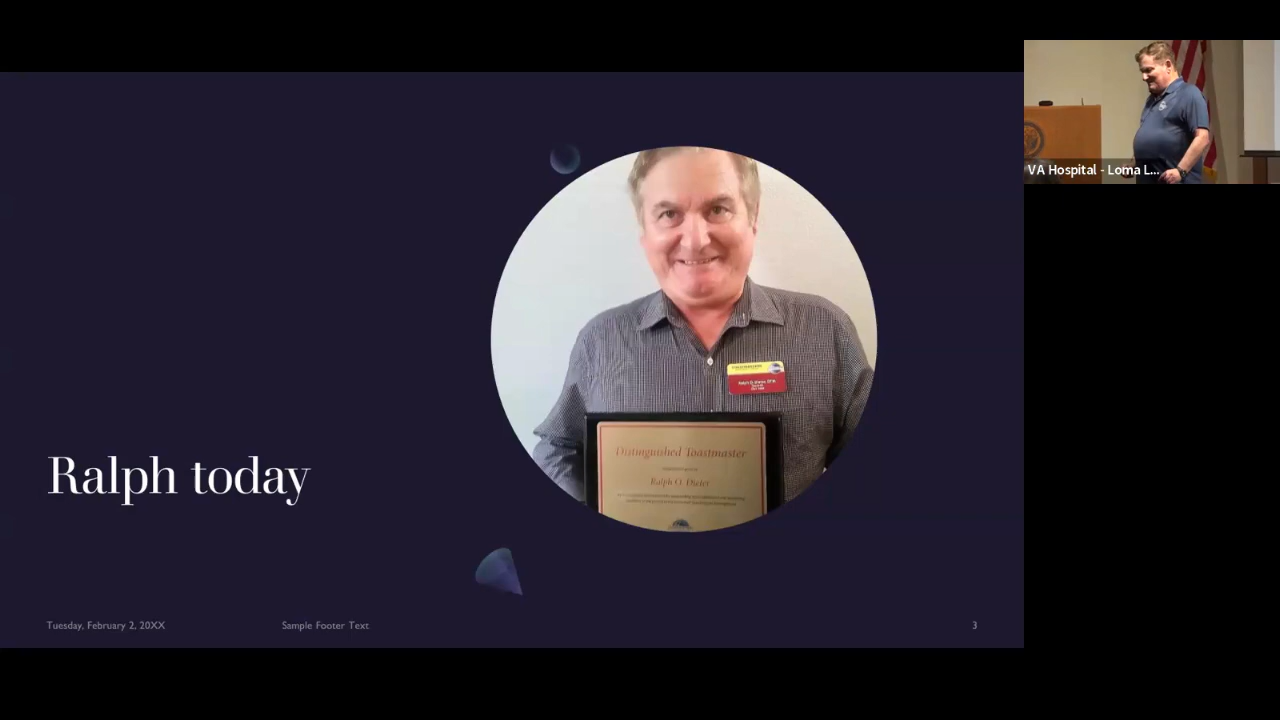 VA Hospital - Loma L...
Distinguished Toastmaster
Ralph O. Dieter
Ralph today
Tuesday, February 2, 20XX
Sample Footer Text
3